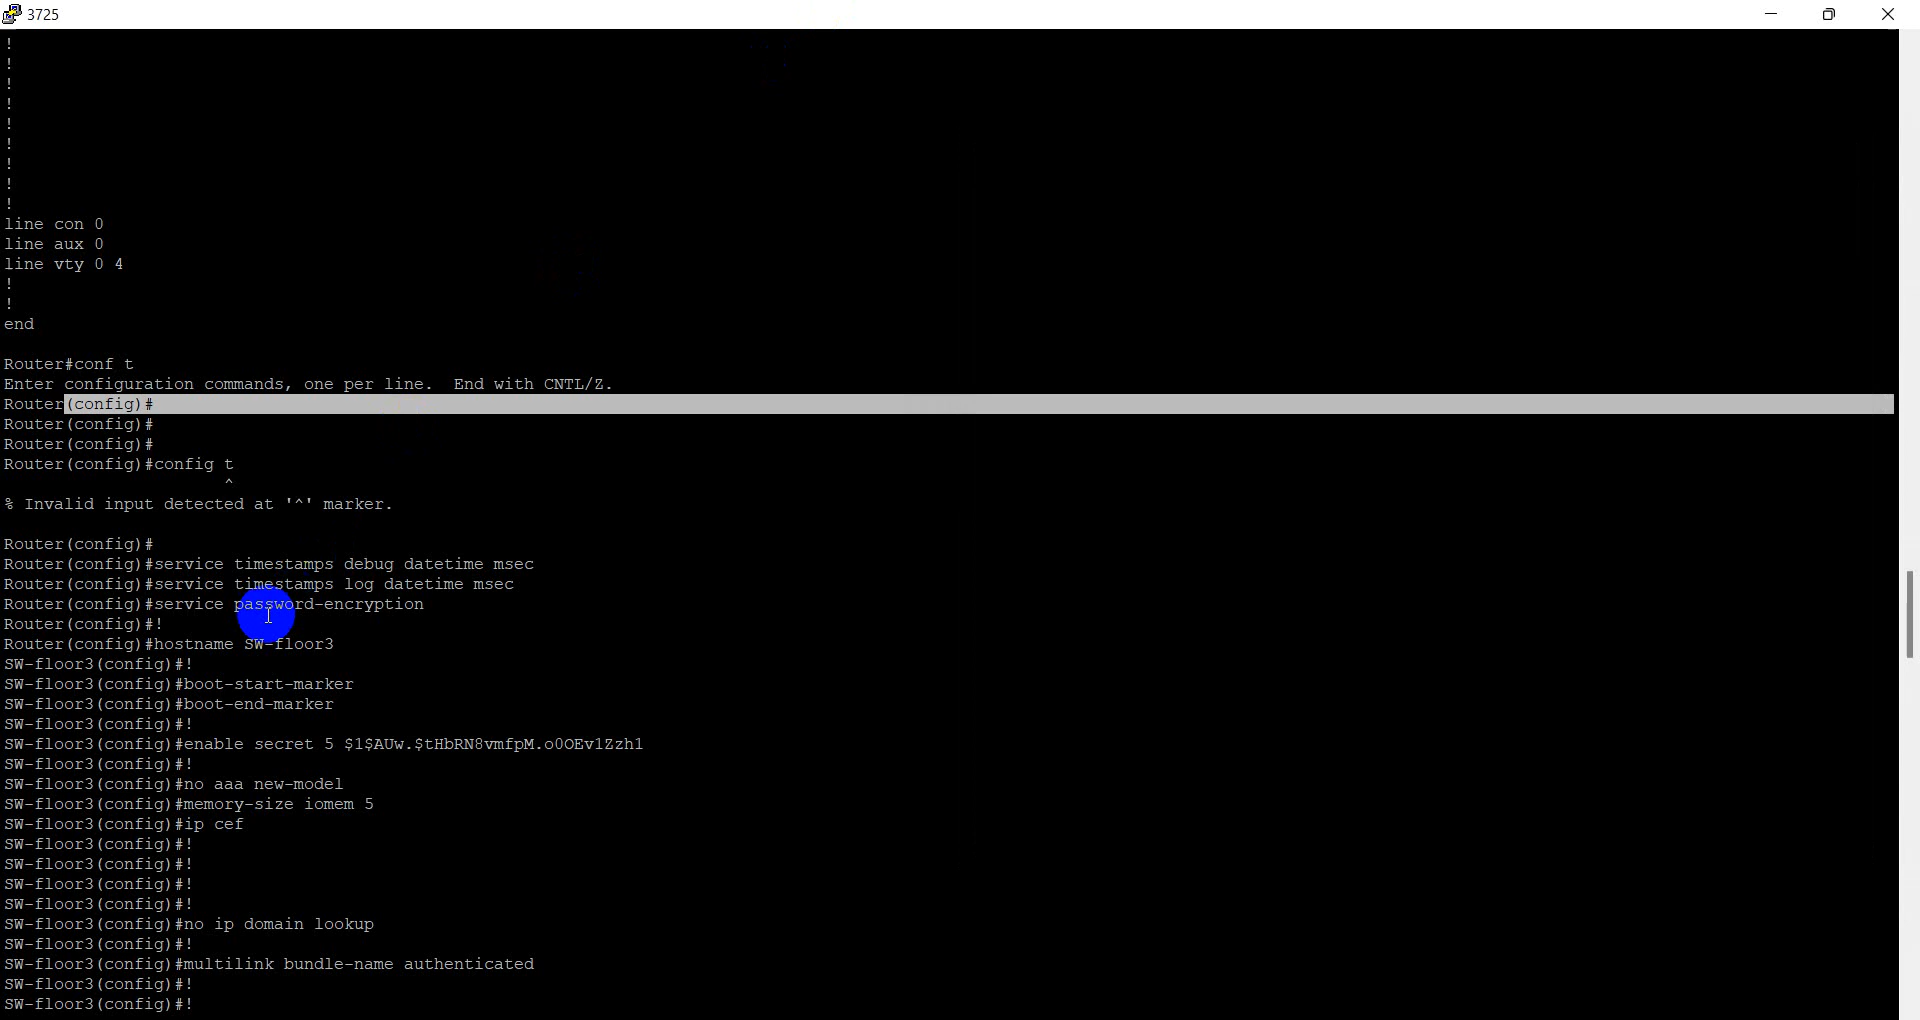 3725
!
!
!
!
!
!
!
!
!
line con 0
line aux 0
line vty 0 4
!
!
end
Router#conf t
Enter configuration commands, one per line.  End with CNTL/Z.
Router(config)#
Router(config)#
Router(config)#
Router(config)#config t
^
% Invalid input detected at '^' marker.
Router(config)#
Router(config)#service timestamps debug datetime msec
Router(config)#service timestamps log datetime msec
Router(config)#service password-encryption
Router(config)#!
Router(config)#hostname SW-floor3
SW-floor3(config)#!
SW-floor3(config)#boot-start-marker
SW-floor3(config)#boot-end-marker
SW-floor3(config)#!
SW-floor3(config)#enable secret 5 $1$AUw.$tHbRN8vmfpM.o0OEv1Zzh1
SW-floor3(config)#!
SW-floor3(config)#no aaa new-model
SW-floor3(config)#memory-size iomem 5
SW-floor3(config)#ip cef
SW-floor3(config)#!
SW-floor3(config)#!
SW-floor3(config)#!
SW-floor3(config)#!
SW-floor3(config)#no ip domain lookup
SW-floor3(config)#!
SW-floor3(config)#multilink bundle-name authenticated
SW-floor3(config)#!
SW-floor3(config)#!